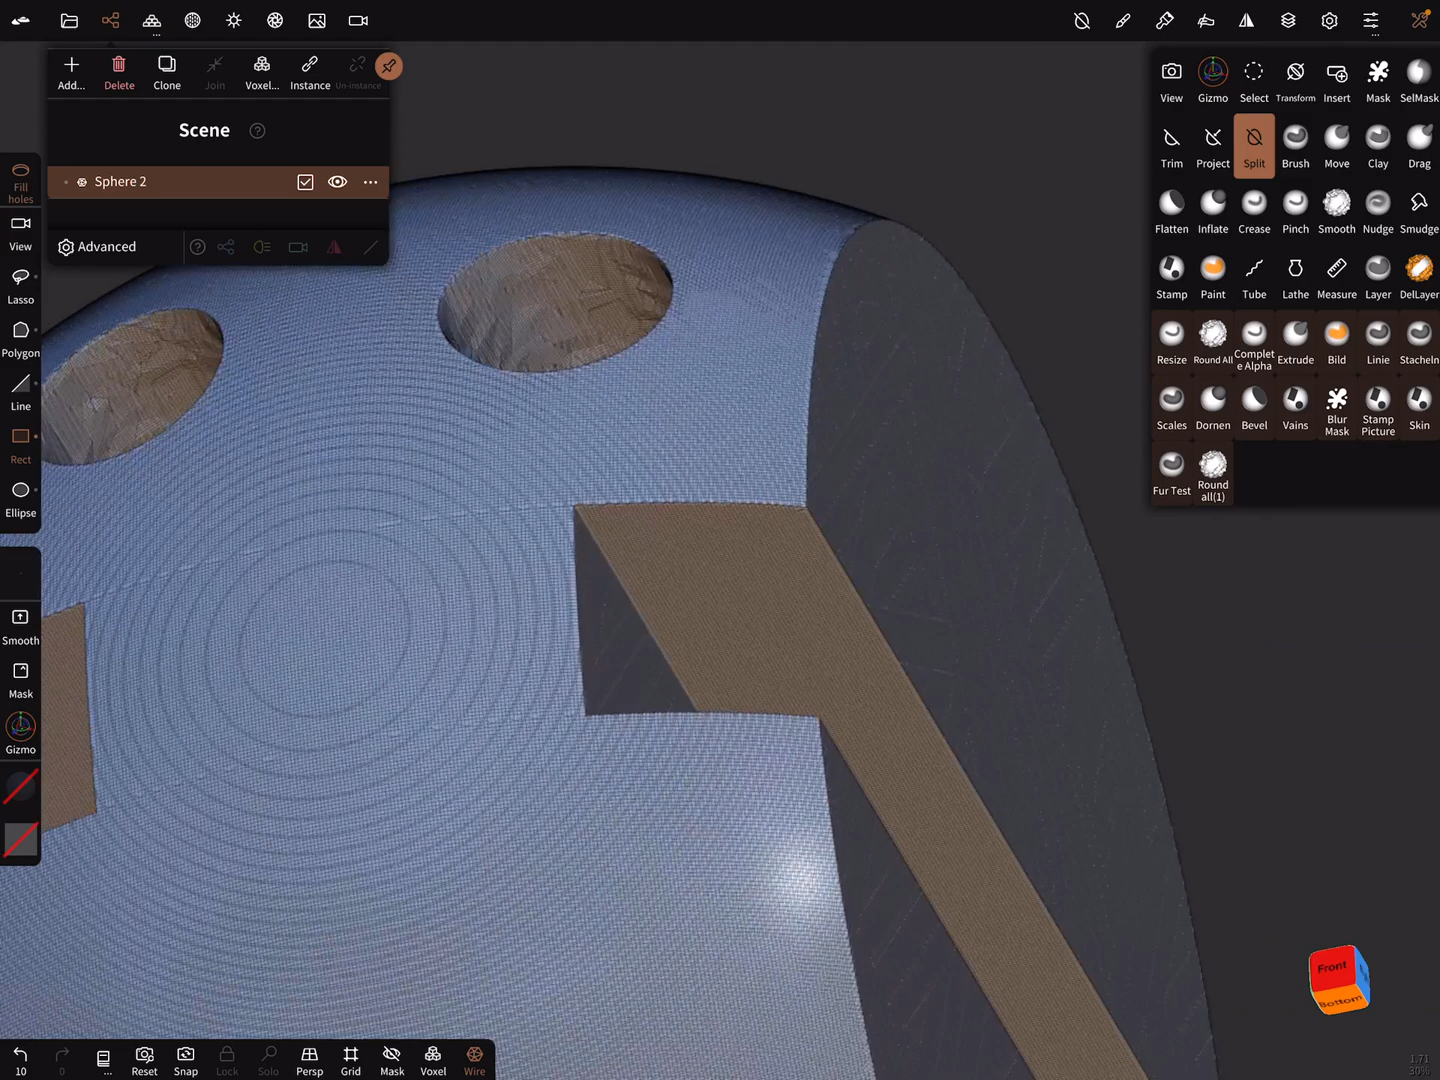 Add...
Delete
Clone
Join
Voxel...
Instance
Un-instance
Scene
Sphere 2
Advanced
Fill
holes
View
Lasso
Polygon
Line
Rect
Ellipse
Smooth
Mask
Gizmo
View
Gizmo
Select
Transform
Insert
Mask
SelMask
Trim
Project
Split
Brush
Move
Clay
Drag
Flatten
Inflate
Crease
Pinch
Smooth
Nudge
Smudge
Stamp
Paint
Tube
Lathe
Measure
Layer
DelLayer
Resize
Round All
Complet
e Alpha
Extrude
Bild
Linie
Stacheln
Scales
Dornen
Bevel
Vains
Blur
Mask
Stamp
Picture
Skin
Fur Test
Round
all(1)
Front
Bottom
10
0
...
Reset
Snap
Lock
Solo
Persp
Grid
Mask
Voxel
Wire
1.71
30%